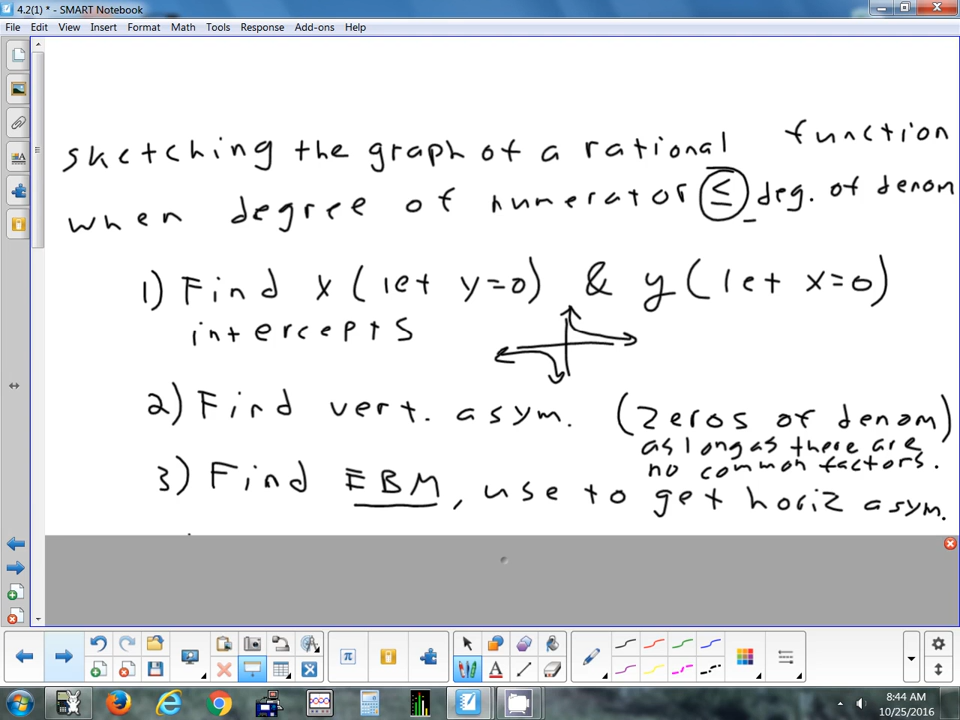 4.2(1) * - SMART Notebook
File Edit View Insert Format Math Tools Response Add-ons Help
sketching the graph of a rational function
when degree of numerator ≤ deg. of denom
1) Find x (let y=0) & y (let x=0)
intercepts
2) Find vert. asym. (zeros of denom)
as long as there are
no common factors.
3) Find EBM, use to get horiz asym.
8:44 AM
10/25/2016